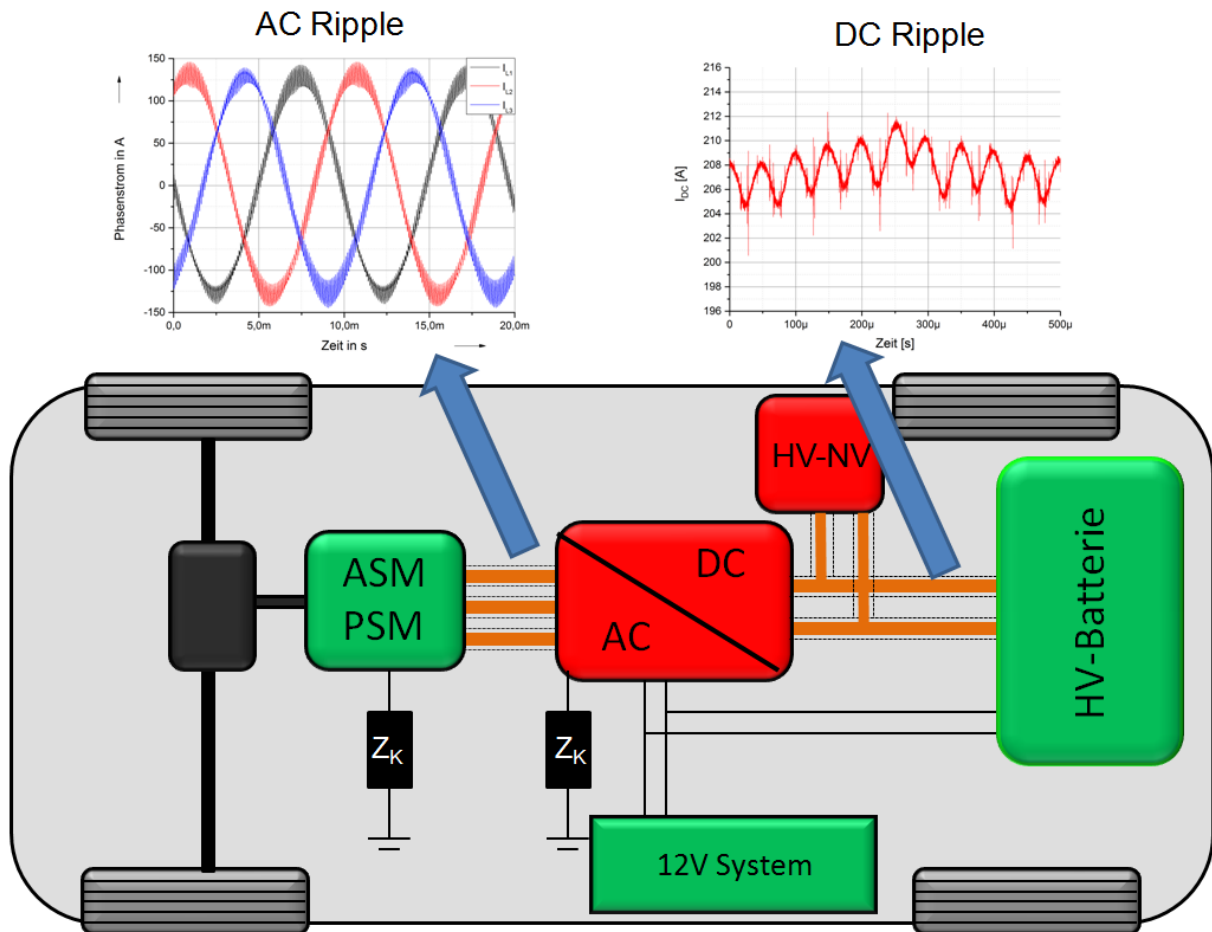 AC Ripple
DC Ripple
Phasenstrom in A
150
100
50
0
-50
-100
-150
I_L1
I_L2
I_L3
0,0
5,0m
10,0m
15,0m
20,0m
Zeit in s
I_DC [A]
216
214
212
210
208
206
204
202
200
198
196
0
100µ
200µ
300µ
400µ
500µ
Zeit [s]
HV-NV
HV-Batterie
ASM
PSM
DC
AC
Z_K
Z_K
12V System